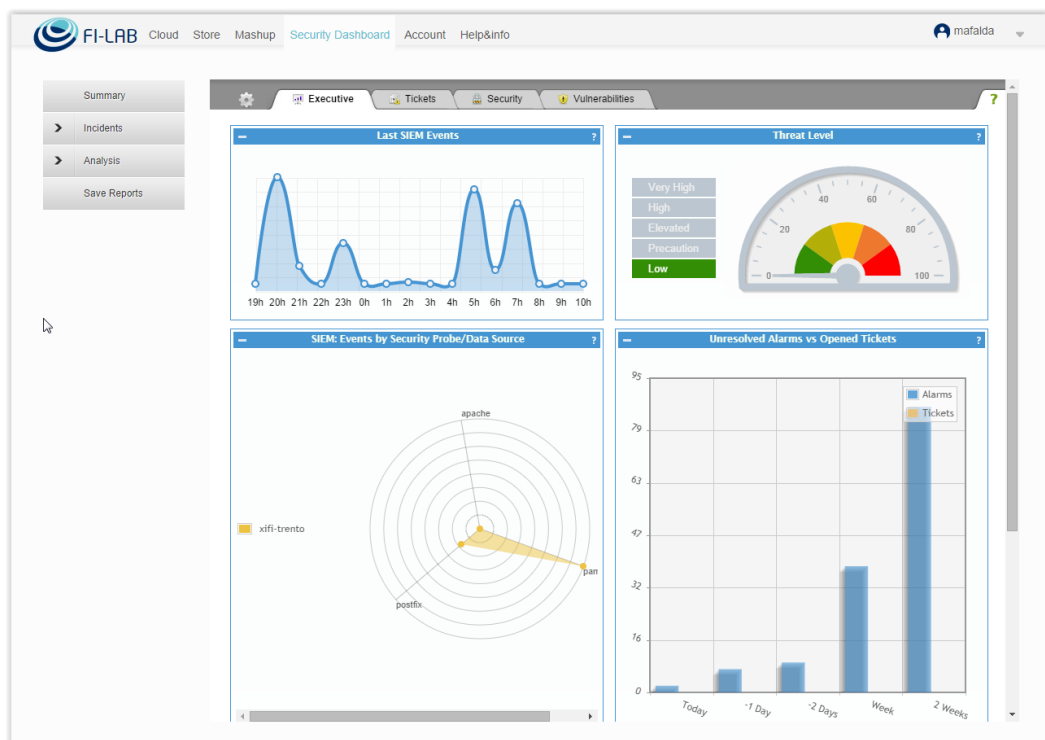 FI-LAB Cloud Store Mashup Security Dashboard Account Help&info mafalda
Summary
Incidents
Analysis
Save Reports
Executive Tickets Security Vulnerabilities ?
Last SIEM Events ?
19h 20h 21h 22h 23h 0h 1h 2h 3h 4h 5h 6h 7h 8h 9h 10h
Threat Level ?
Very High
High
Elevated
Precaution
Low
0 20 40 60 80 100
SIEM: Events by Security Probe/Data Source ?
apache
xifi-trento
pam
postfix
Unresolved Alarms vs Opened Tickets ?
Alarms
Tickets
95
79
63
47
32
16
0
Today -1 Day -2 Days Week 2 Weeks